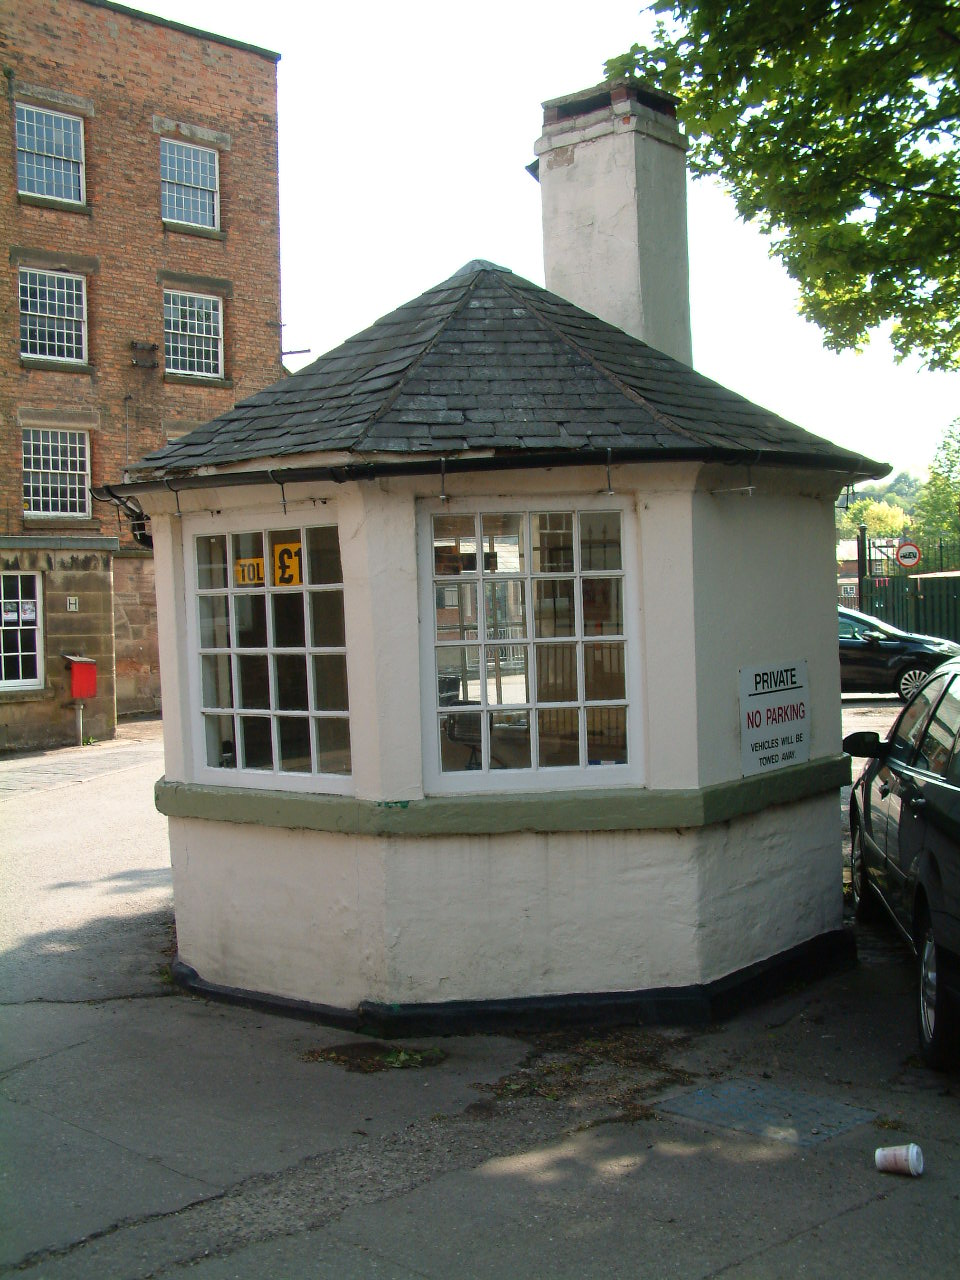 TOL £1
H
PRIVATE
NO PARKING
VEHICLES WILL BE
TOWED AWAY